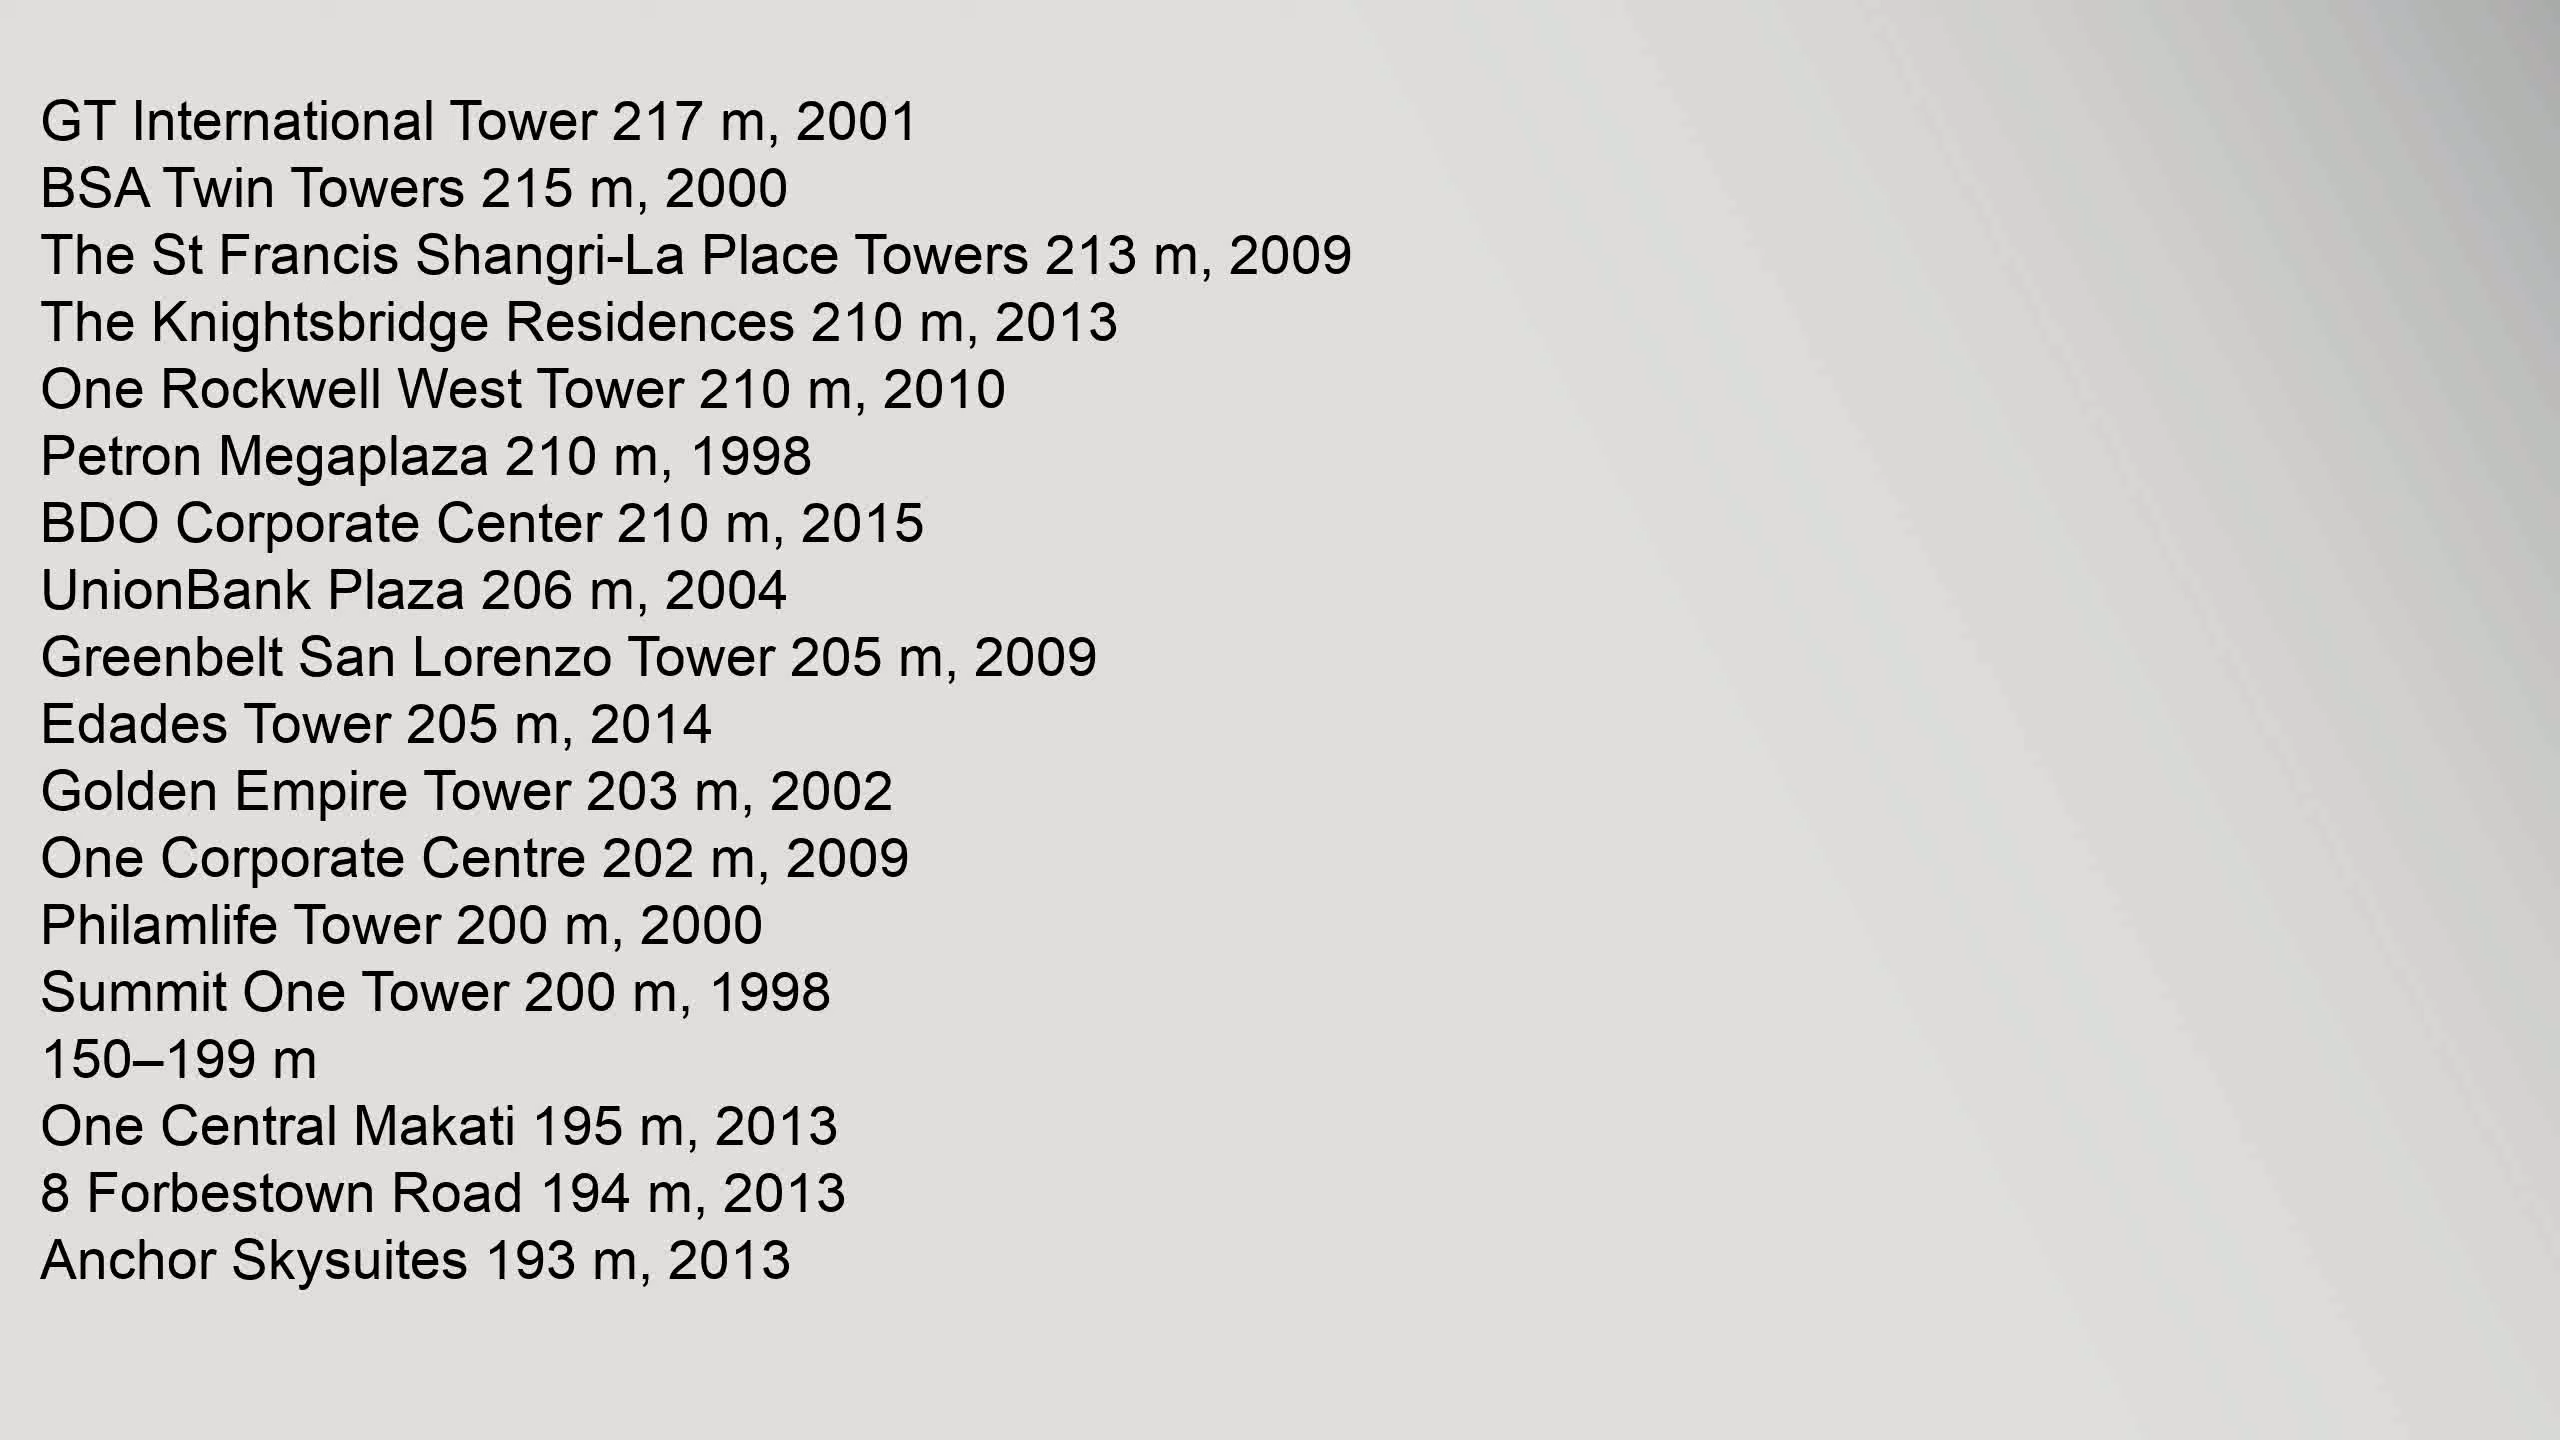 GT International Tower 217 m, 2001
BSA Twin Towers 215 m, 2000
The St Francis Shangri-La Place Towers 213 m, 2009
The Knightsbridge Residences 210 m, 2013
One Rockwell West Tower 210 m, 2010
Petron Megaplaza 210 m, 1998
BDO Corporate Center 210 m, 2015
UnionBank Plaza 206 m, 2004
Greenbelt San Lorenzo Tower 205 m, 2009
Edades Tower 205 m, 2014
Golden Empire Tower 203 m, 2002
One Corporate Centre 202 m, 2009
Philamlife Tower 200 m, 2000
Summit One Tower 200 m, 1998
150–199 m
One Central Makati 195 m, 2013
8 Forbestown Road 194 m, 2013
Anchor Skysuites 193 m, 2013